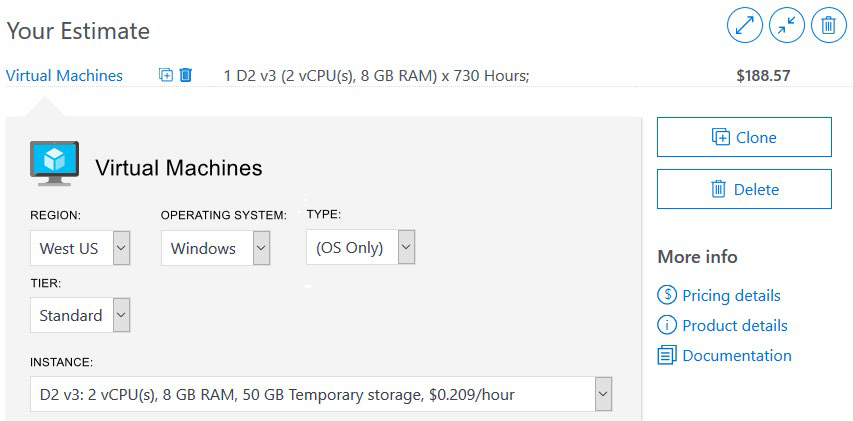 Your Estimate
Virtual Machines 1 D2 v3 (2 vCPU(s), 8 GB RAM) x 730 Hours; $188.57
Virtual Machines
Clone
Delete
REGION: OPERATING SYSTEM: TYPE:
West US Windows (OS Only)
TIER:
Standard
INSTANCE:
D2 v3: 2 vCPU(s), 8 GB RAM, 50 GB Temporary storage, $0.209/hour
More info
Pricing details
Product details
Documentation